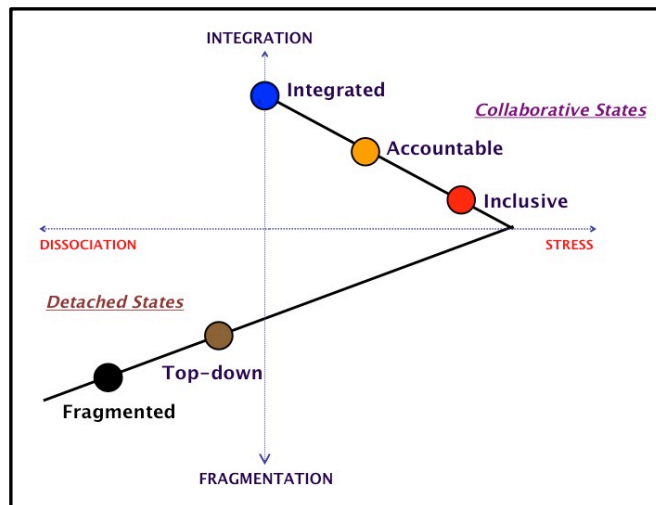 INTEGRATION
Integrated
Collaborative States
Accountable
Inclusive
DISSOCIATION
STRESS
Detached States
Top-down
Fragmented
FRAGMENTATION